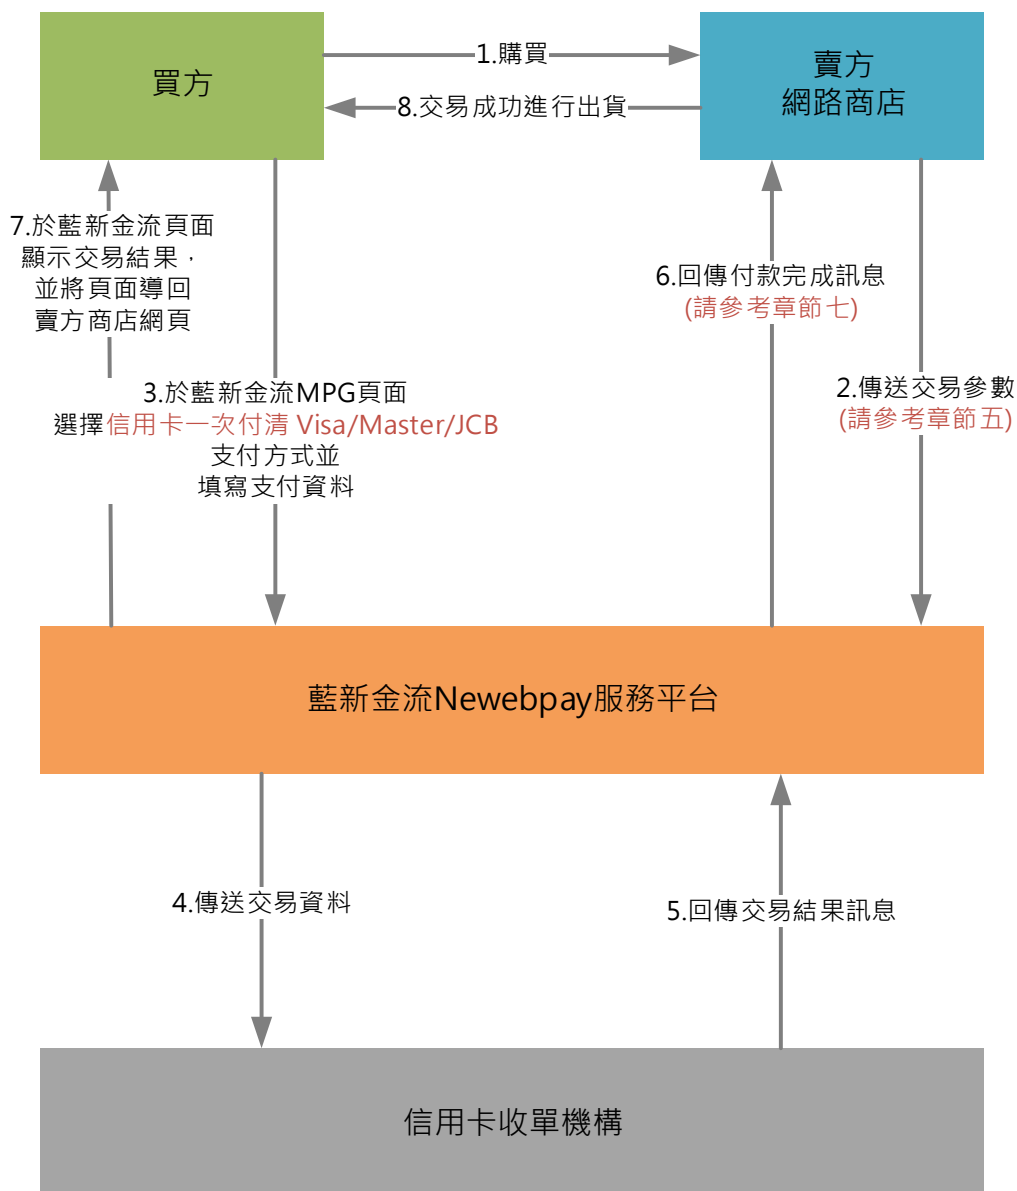 買方
1.購買
賣方
網路商店
8.交易成功進行出貨
7.於藍新金流頁面
顯示交易結果，
並將頁面導回
賣方商店網頁
6.回傳付款完成訊息
(請參考章節七)
3.於藍新金流MPG頁面
選擇信用卡一次付清 Visa/Master/JCB
支付方式並
填寫支付資料
2.傳送交易參數
(請參考章節五)
藍新金流Newebpay服務平台
4.傳送交易資料
5.回傳交易結果訊息
信用卡收單機構